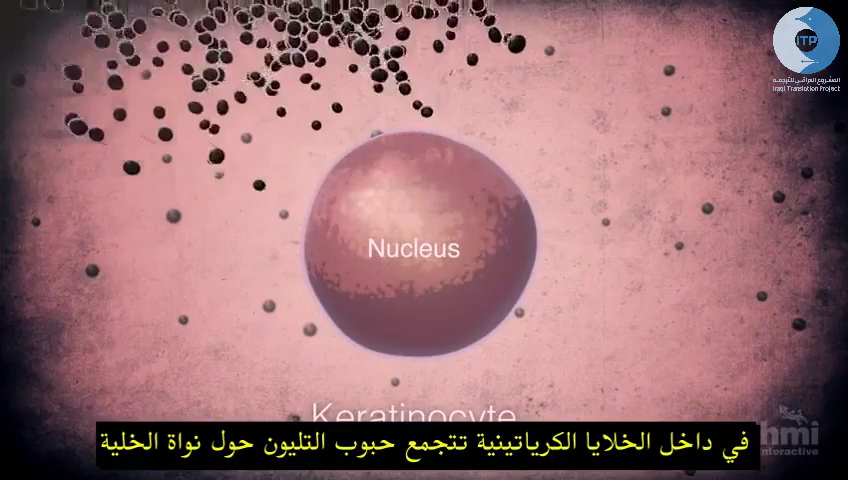 ITP
المشروع العراقي للترجمة
Iraqi Translation Project
Nucleus
Keratinocyte
في داخل الخلايا الكرياتينية تتجمع حبوب التليون حول نواة الخلية
hmi
interactive